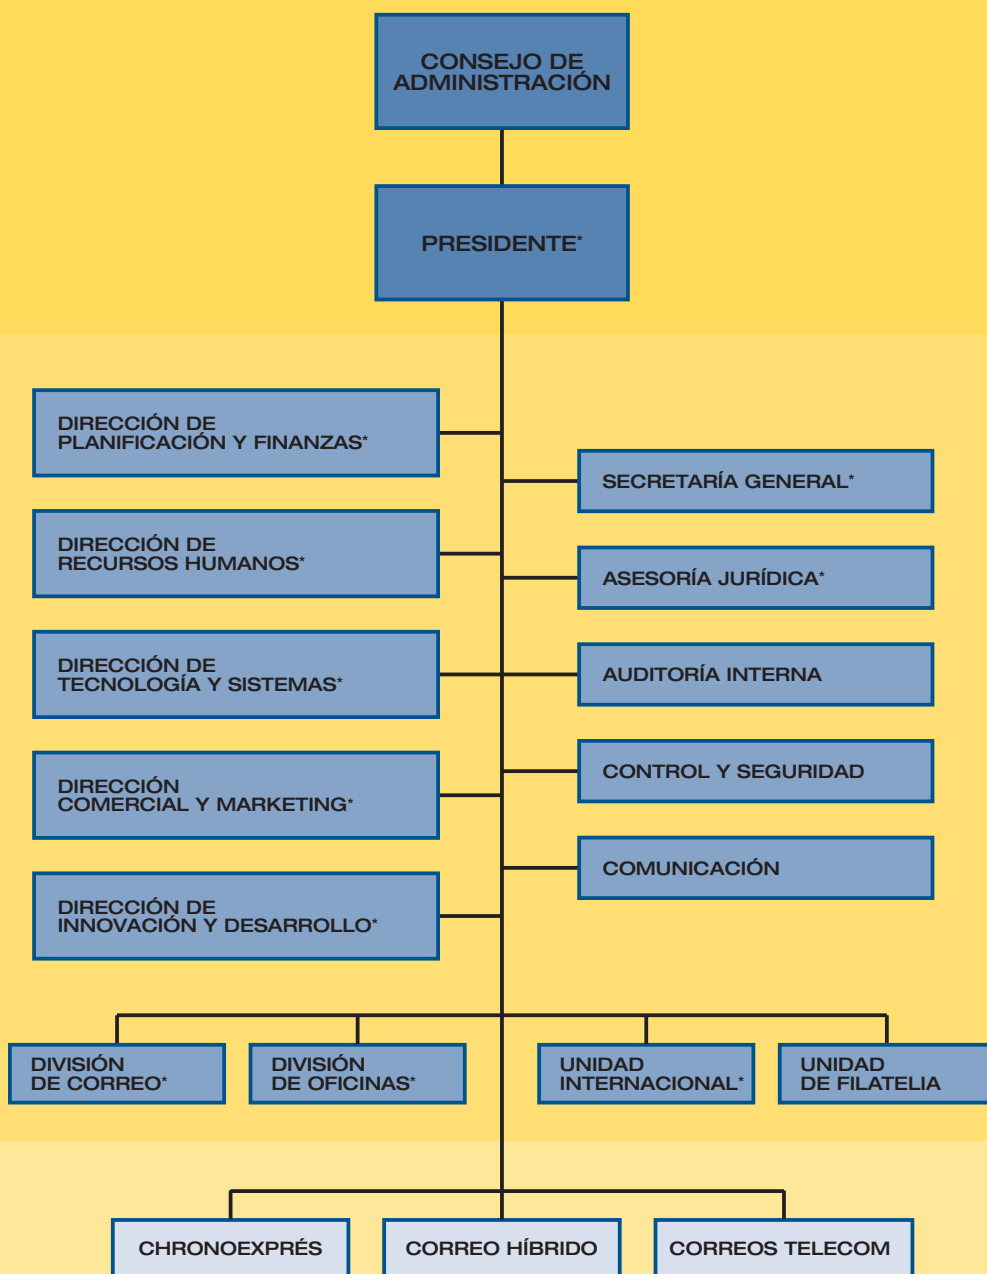 CONSEJO DE
ADMINISTRACIÓN
PRESIDENTE*
DIRECCIÓN DE
PLANIFICACIÓN Y FINANZAS*
DIRECCIÓN DE
RECURSOS HUMANOS*
DIRECCIÓN DE
TECNOLOGÍA Y SISTEMAS*
DIRECCIÓN
COMERCIAL Y MARKETING*
DIRECCIÓN DE
INNOVACIÓN Y DESARROLLO*
SECRETARÍA GENERAL*
ASESORÍA JURÍDICA*
AUDITORÍA INTERNA
CONTROL Y SEGURIDAD
COMUNICACIÓN
DIVISIÓN
DE CORREO*
DIVISIÓN
DE OFICINAS*
UNIDAD
INTERNACIONAL*
UNIDAD
DE FILATELIA
CHRONOEXPRÉS
CORREO HÍBRIDO
CORREOS TELECOM